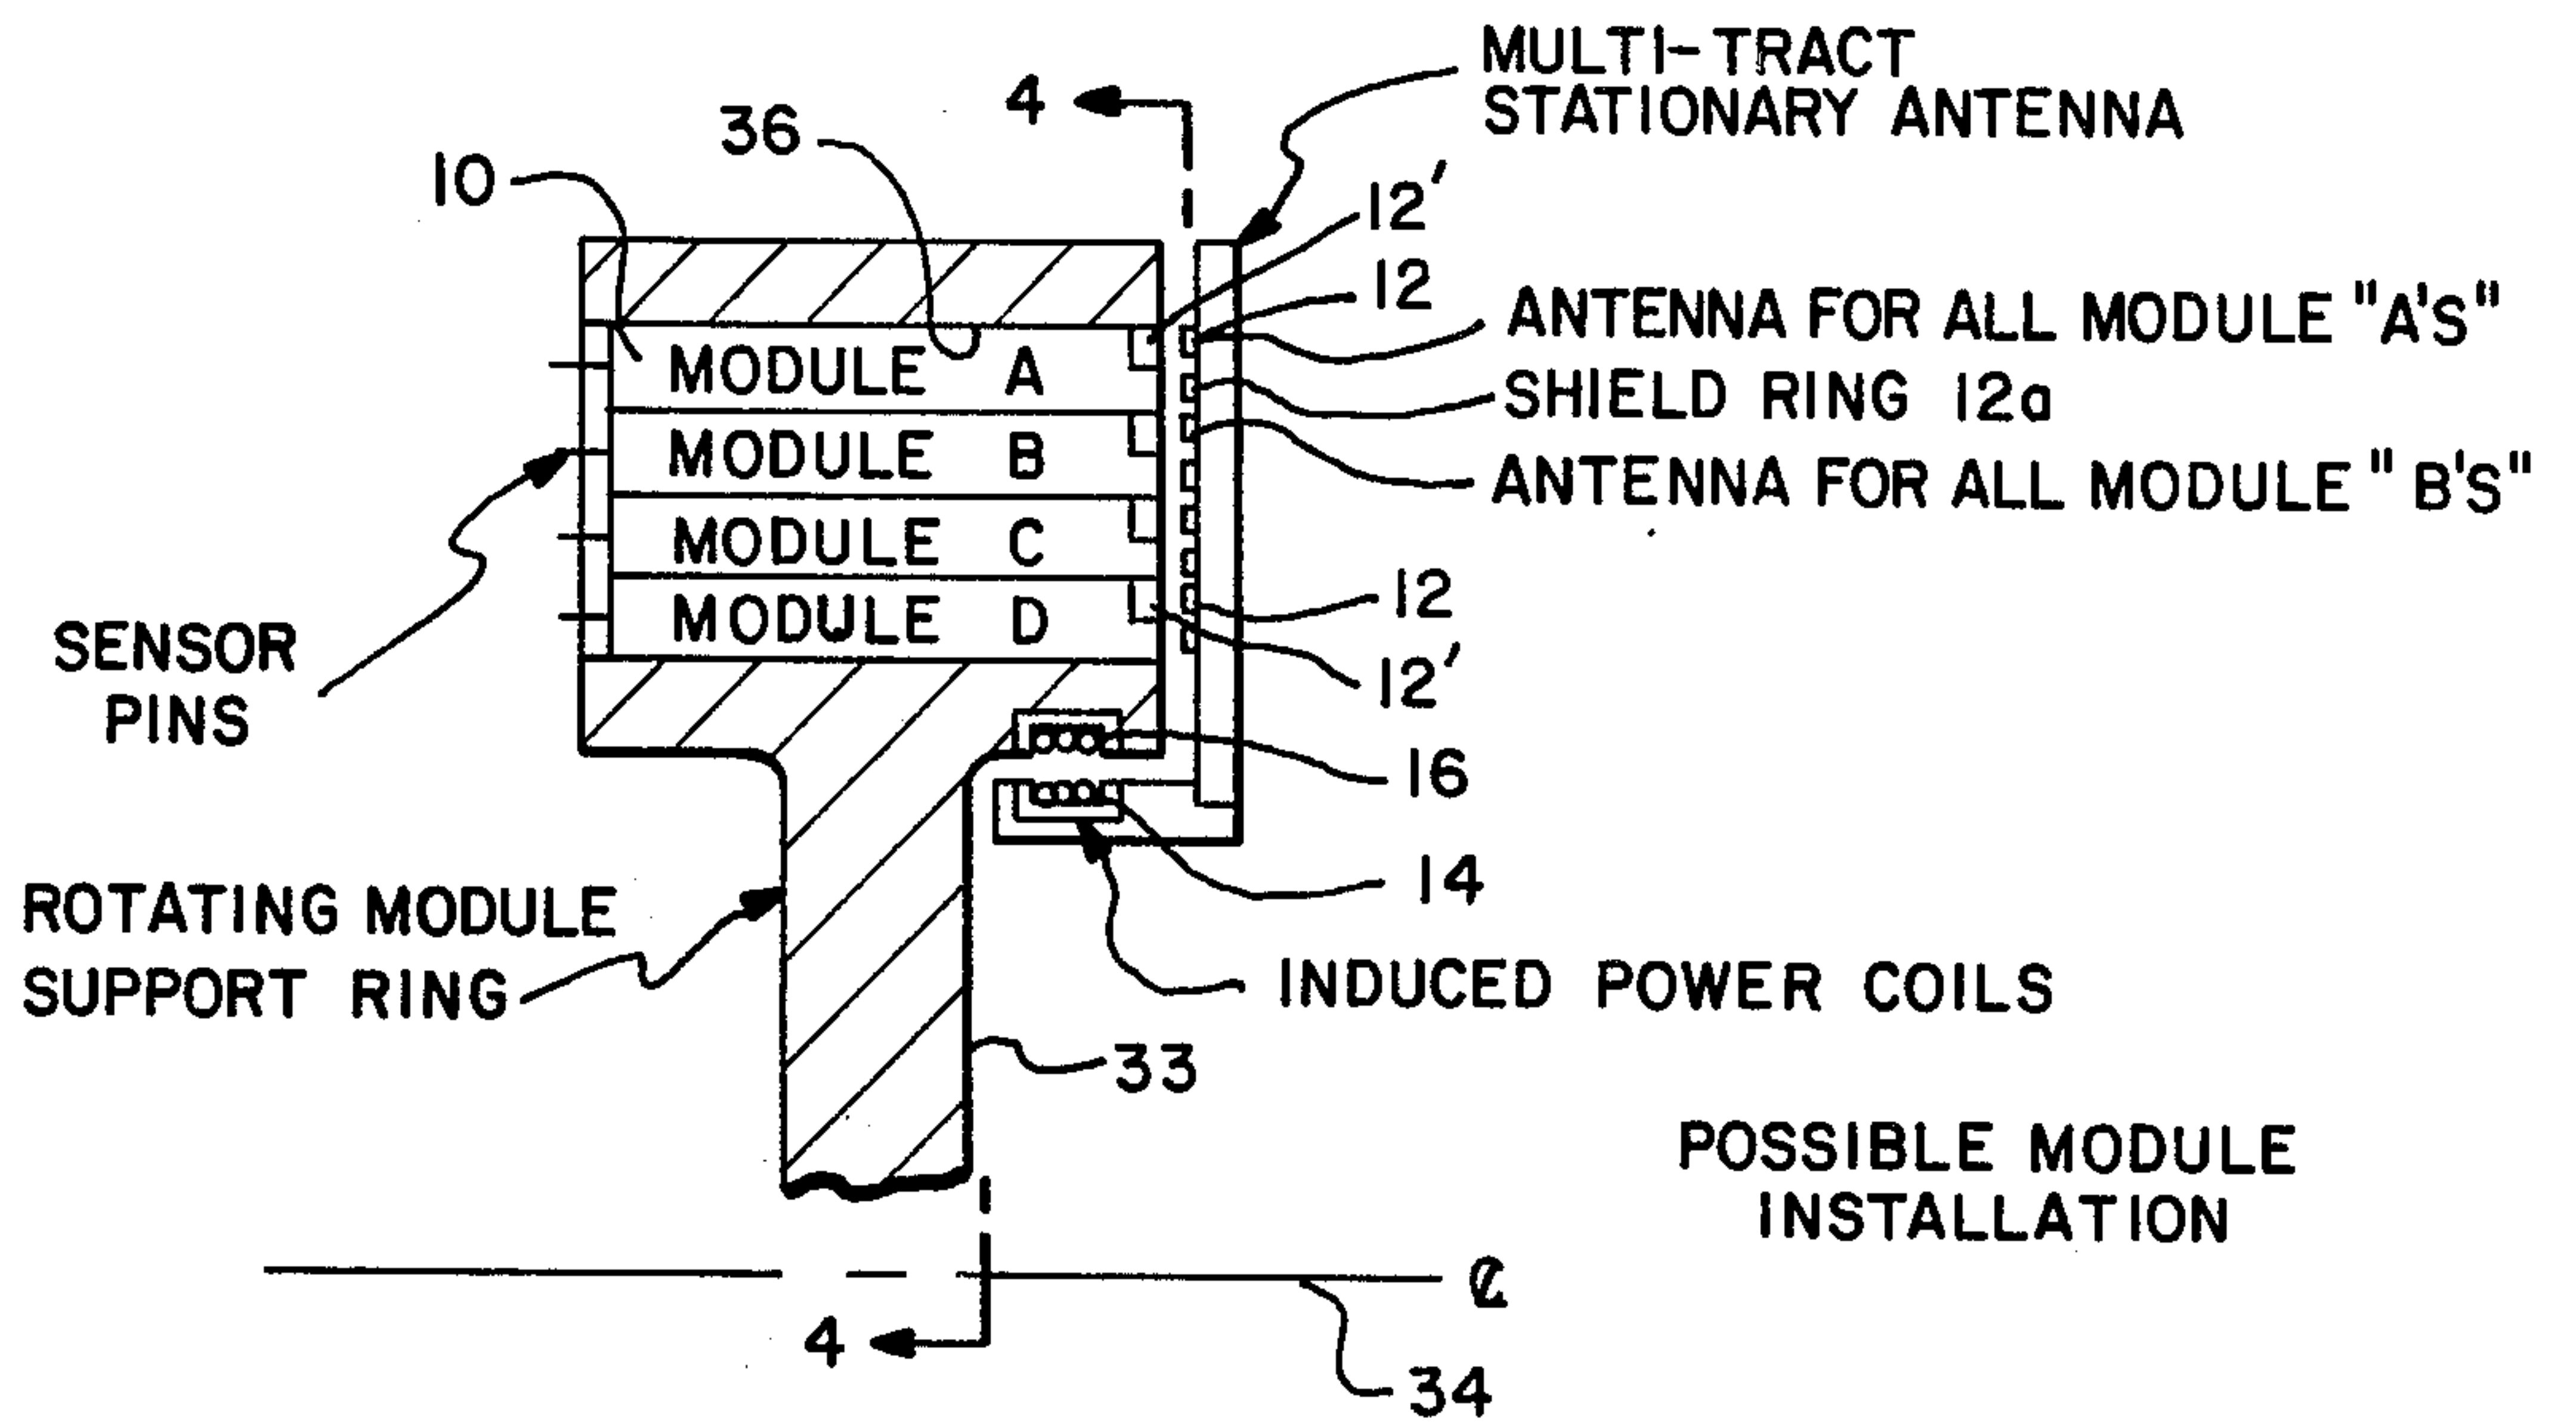 MULTI-TRACT
STATIONARY ANTENNA
4
36
10
12'
12
ANTENNA FOR ALL MODULE "A'S"
SHIELD RING 12a
ANTENNA FOR ALL MODULE "B'S"
MODULE A
MODULE B
MODULE C
MODULE D
12
12'
SENSOR
PINS
16
14
ROTATING MODULE
SUPPORT RING
INDUCED POWER COILS
33
POSSIBLE MODULE
INSTALLATION
℄
4
34